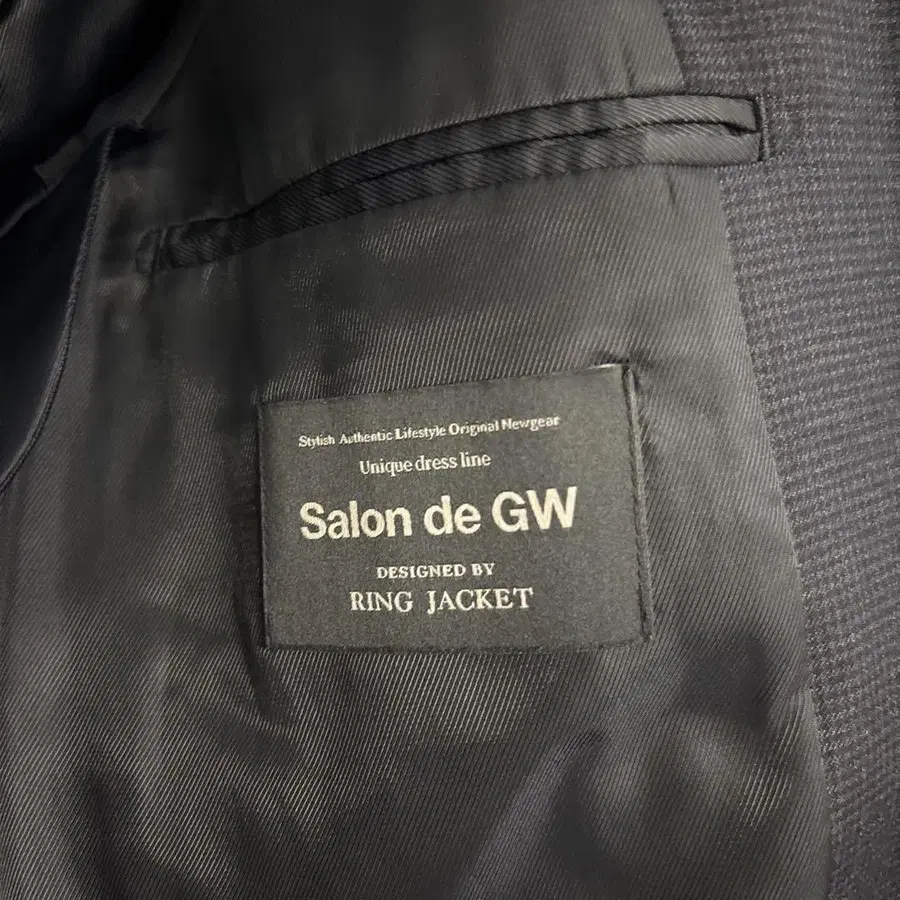 Stylish Authentic Lifestyle Original Newgear
Unique dress line
Salon de GW
DESIGNED BY
RING JACKET